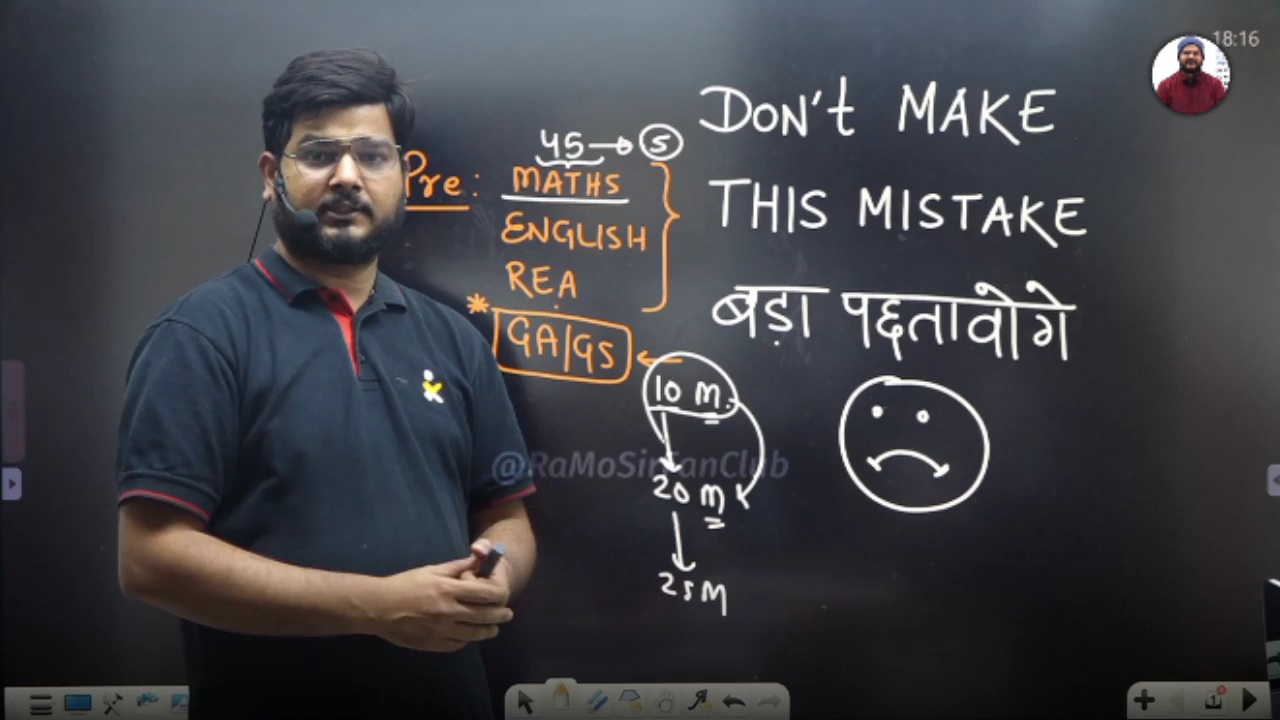 18:16
DON't MAKE
THIS MISTAKE
बड़ा पछतावोगे
45 → 5
Pre : MATHS
ENGLISH
REA
* GA/GS
10 M
20 M
25M
@RaMoSirFanClub